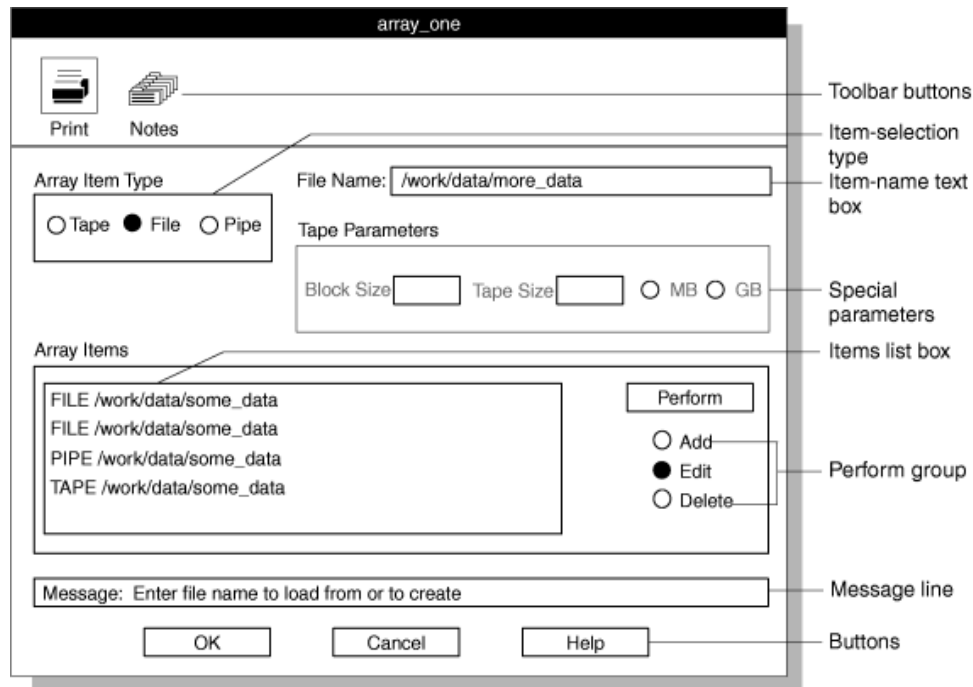 array_one
Print
Notes
Toolbar buttons
Item-selection
type
Array Item Type
Tape
File
Pipe
File Name: /work/data/more_data
Item-name text
box
Tape Parameters
Block Size
Tape Size
MB
GB
Special
parameters
Array Items
Items list box
FILE /work/data/some_data
FILE /work/data/some_data
PIPE /work/data/some_data
TAPE /work/data/some_data
Perform
Add
Edit
Delete
Perform group
Message: Enter file name to load from or to create
Message line
OK
Cancel
Help
Buttons